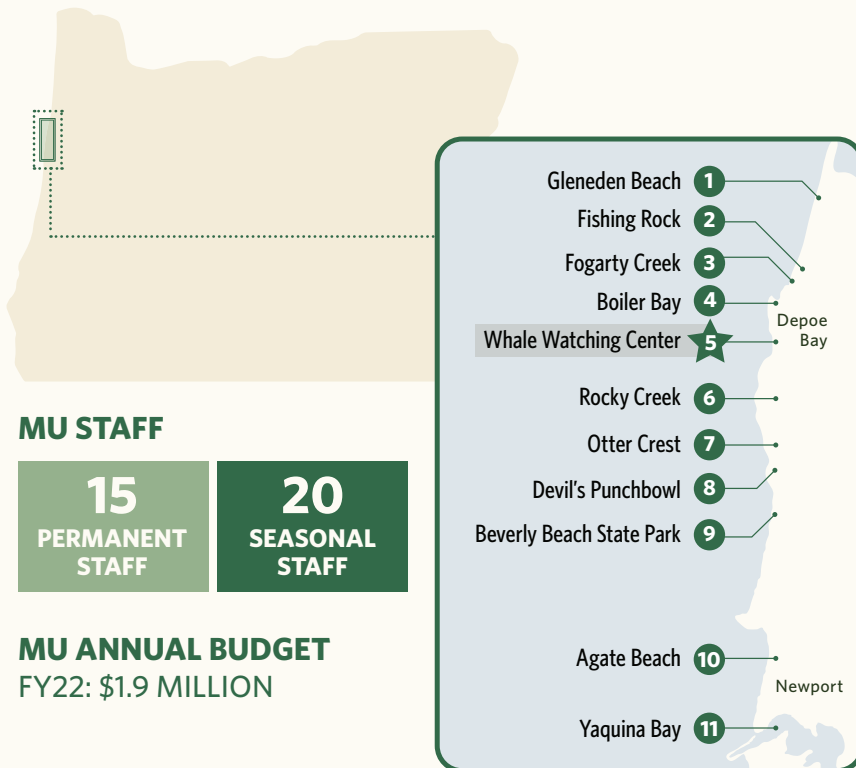 Gleneden Beach 1
Fishing Rock 2
Fogarty Creek 3
Boiler Bay 4
Depoe
Bay
Whale Watching Center 5
Rocky Creek 6
Otter Crest 7
Devil's Punchbowl 8
Beverly Beach State Park 9
Agate Beach 10
Newport
Yaquina Bay 11
MU STAFF
15
PERMANENT
STAFF
20
SEASONAL
STAFF
MU ANNUAL BUDGET
FY22: $1.9 MILLION